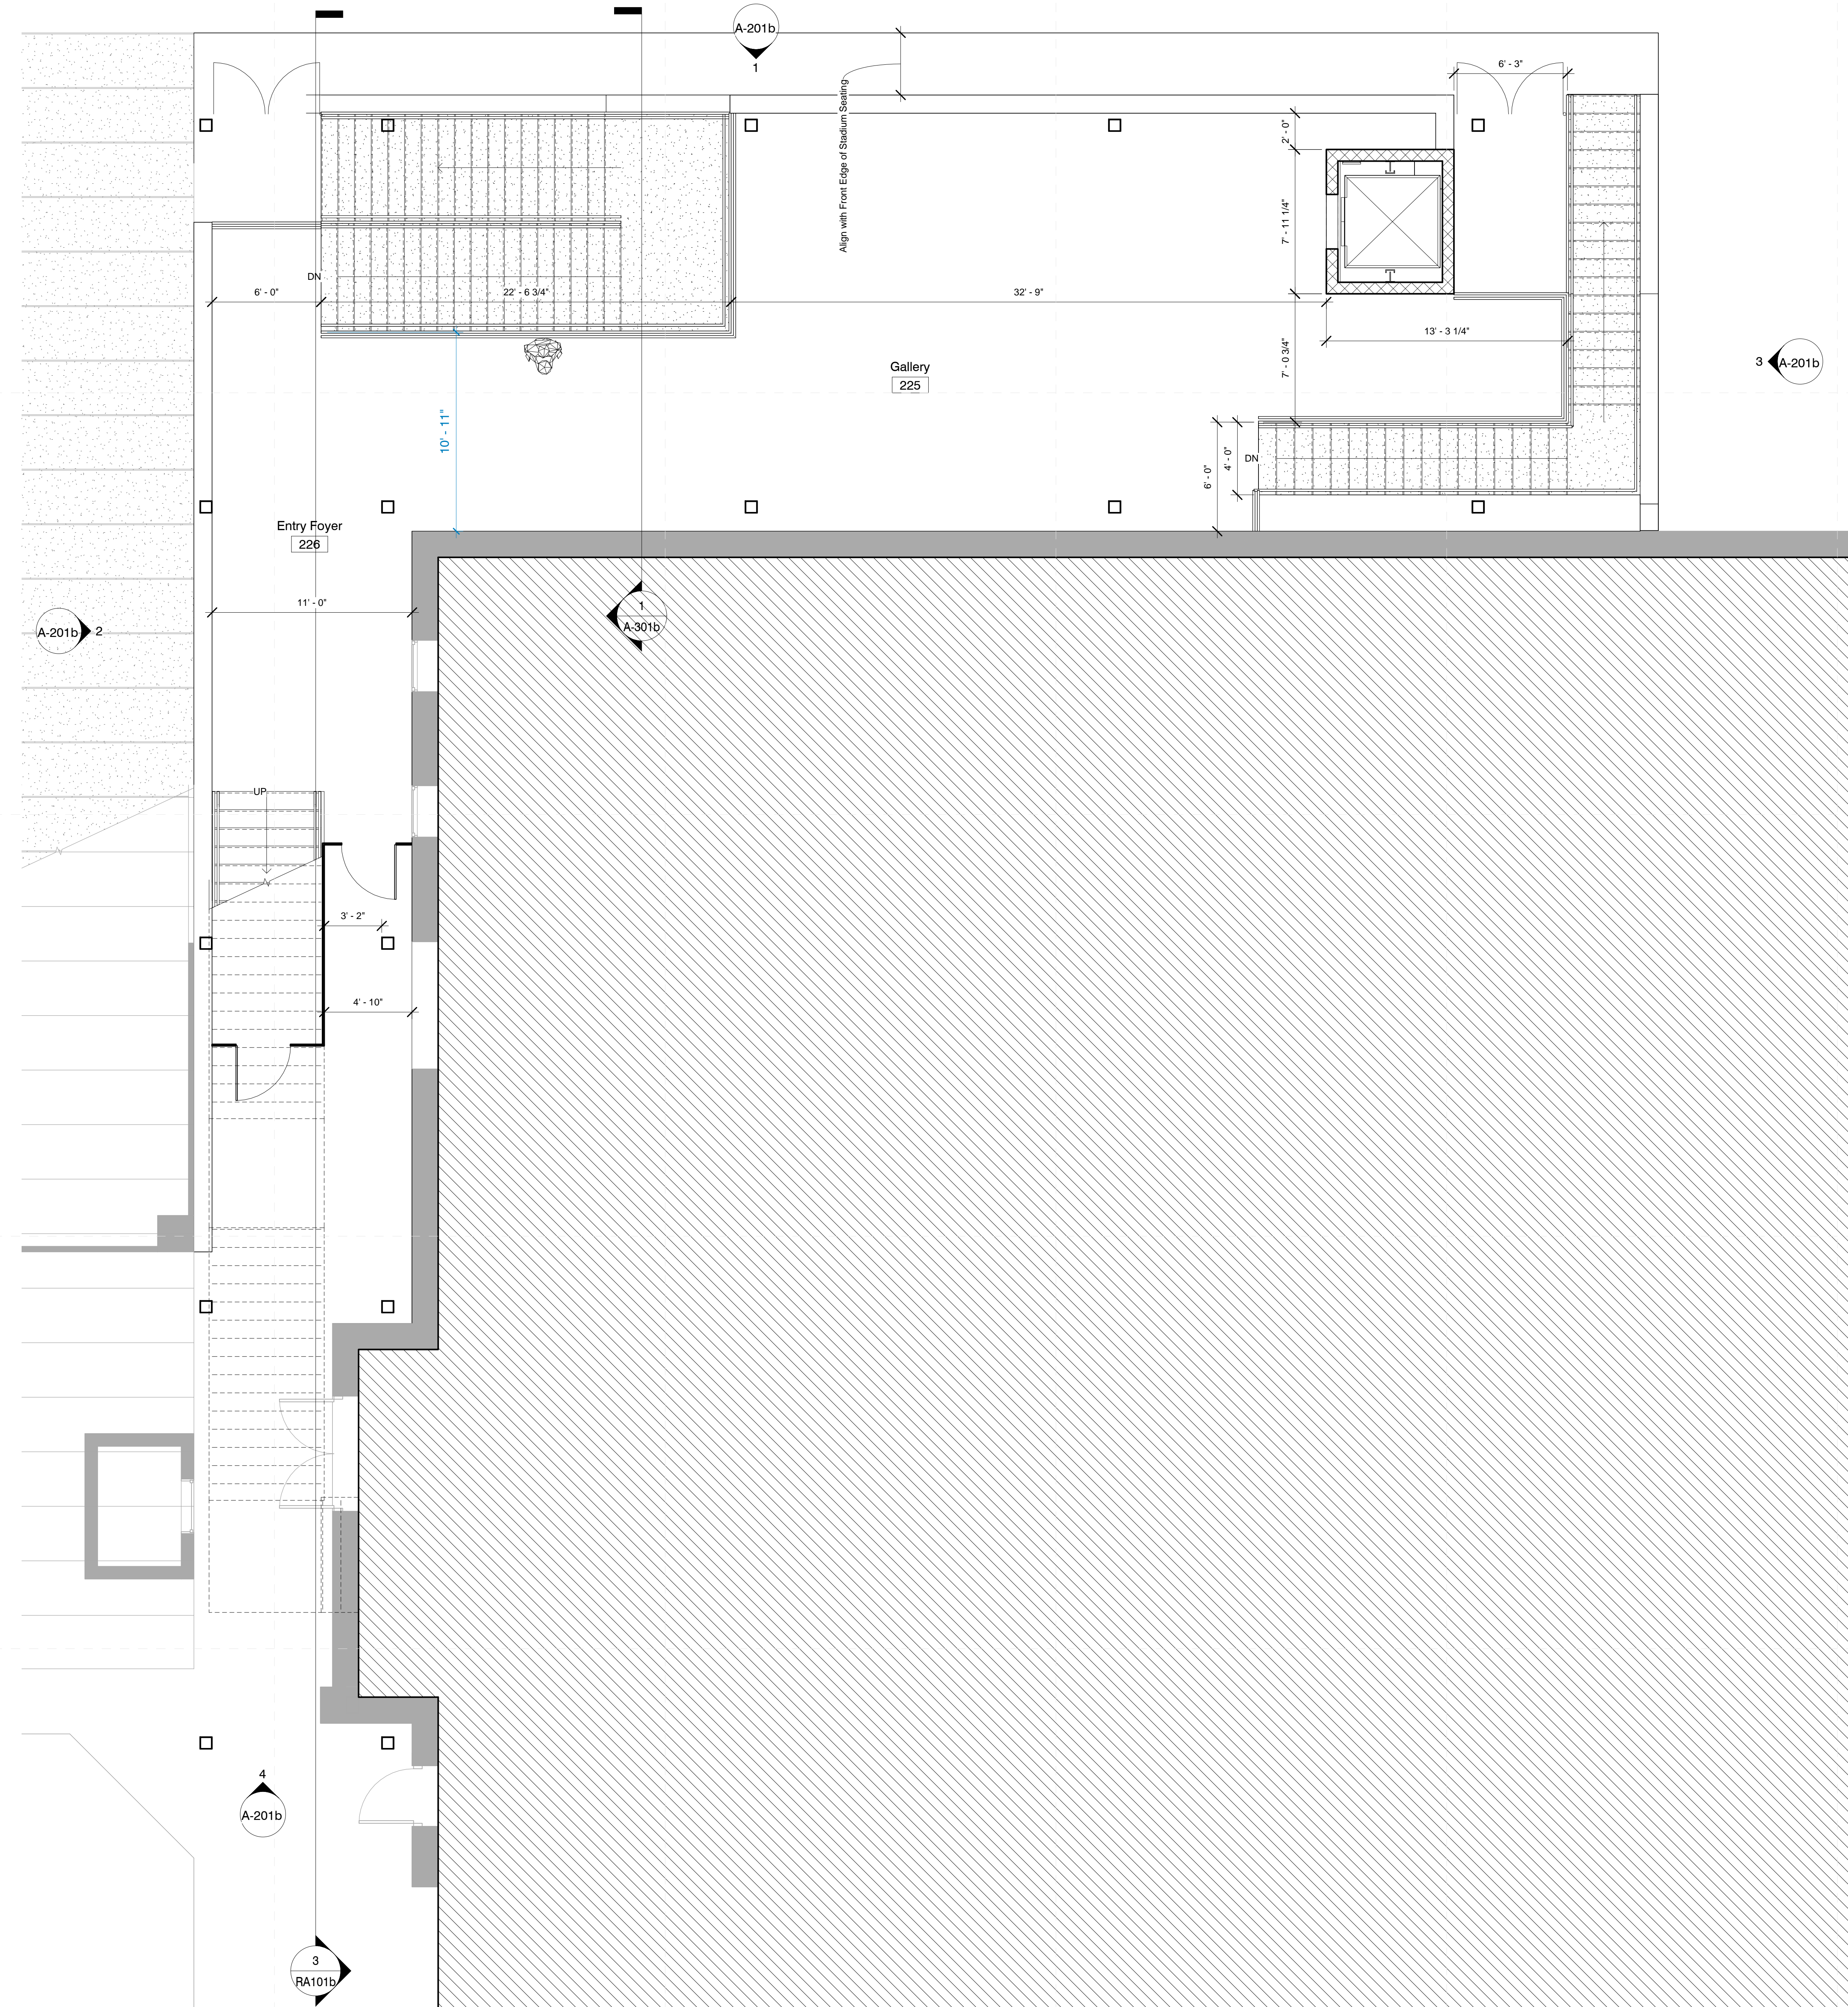 A-201b
1
6' - 3"
Align with Front Edge of Stadium Seating
2' - 0"
7' - 11 1/4"
DN
6' - 0"
22' - 6 3/4"
32' - 9"
13' - 3 1/4"
7' - 0 3/4"
Gallery
225
3
A-201b
10' - 11"
6' - 0"
4' - 0"
DN
Entry Foyer
226
11' - 0"
1
A-301b
A-201b
2
UP
3' - 2"
4' - 10"
4
A-201b
3
RA101b